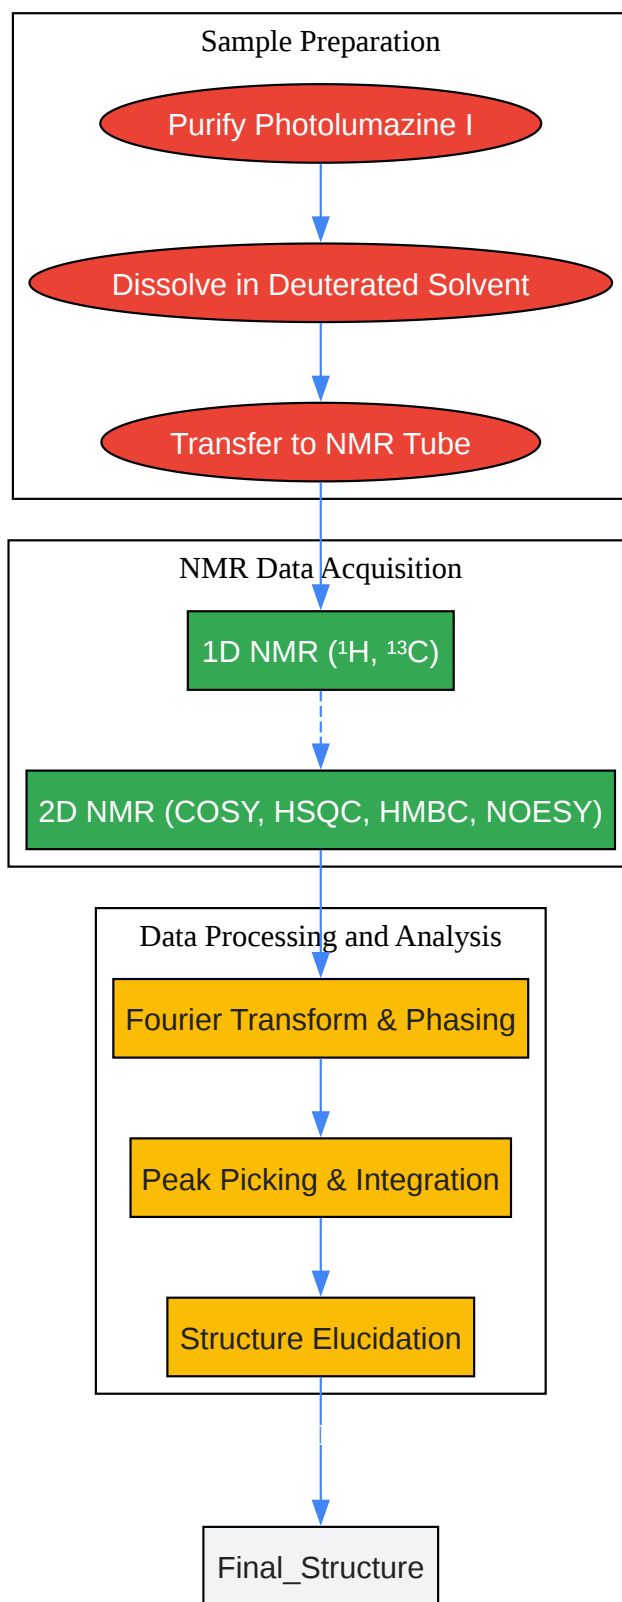 Sample Preparation
Purify Photolumazine I
Dissolve in Deuterated Solvent
Transfer to NMR Tube
NMR Data Acquisition
1D NMR (¹H, ¹³C)
2D NMR (COSY, HSQC, HMBC, NOESY)
Data Processing and Analysis
Fourier Transform & Phasing
Peak Picking & Integration
Structure Elucidation
Final_Structure